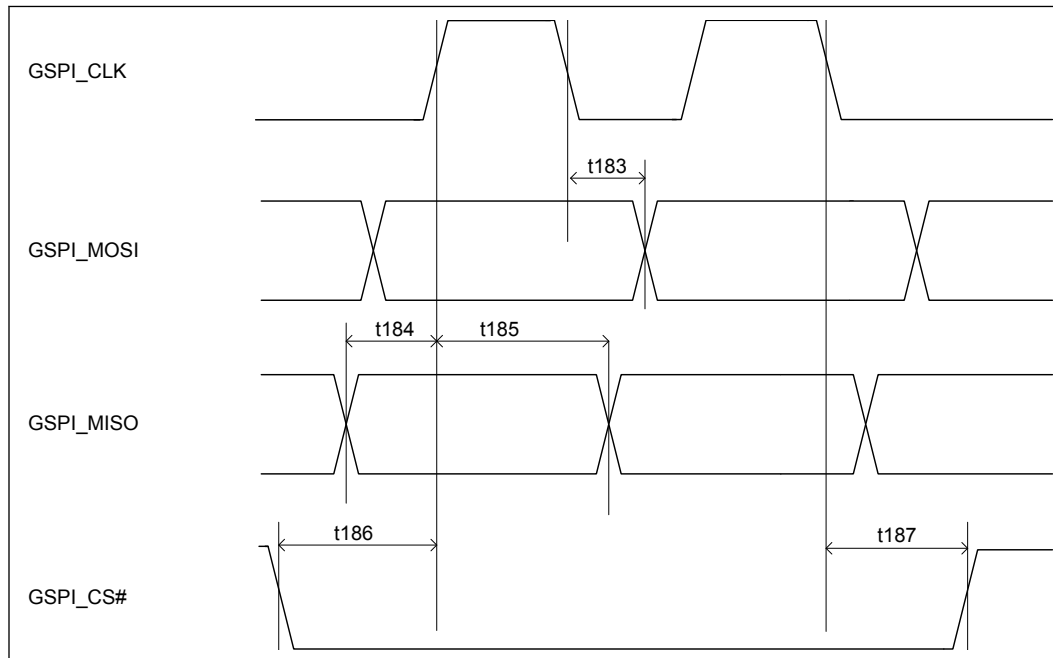 GSPI_CLK
t183
GSPI_MOSI
t184
t185
GSPI_MISO
t186
t187
GSPI_CS#